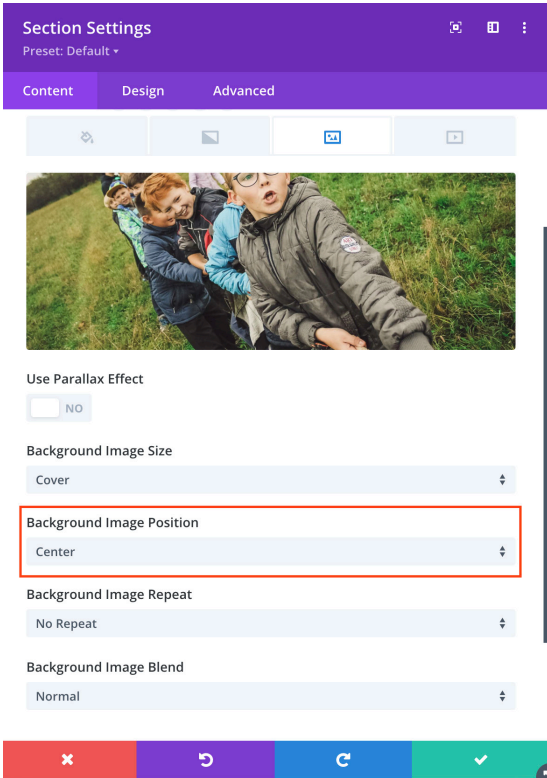 Section Settings
Preset: Default
Content Design Advanced
Use Parallax Effect
NO
Background Image Size
Cover
Background Image Position
Center
Background Image Repeat
No Repeat
Background Image Blend
Normal